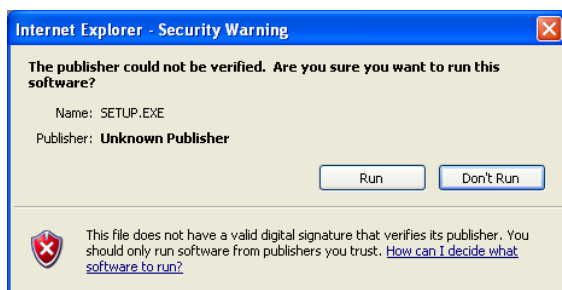 Internet Explorer - Security Warning
The publisher could not be verified. Are you sure you want to run this
software?
Name: SETUP.EXE
Publisher: Unknown Publisher
Run Don't Run
This file does not have a valid digital signature that verifies its publisher. You
should only run software from publishers you trust. How can I decide what
software to run?